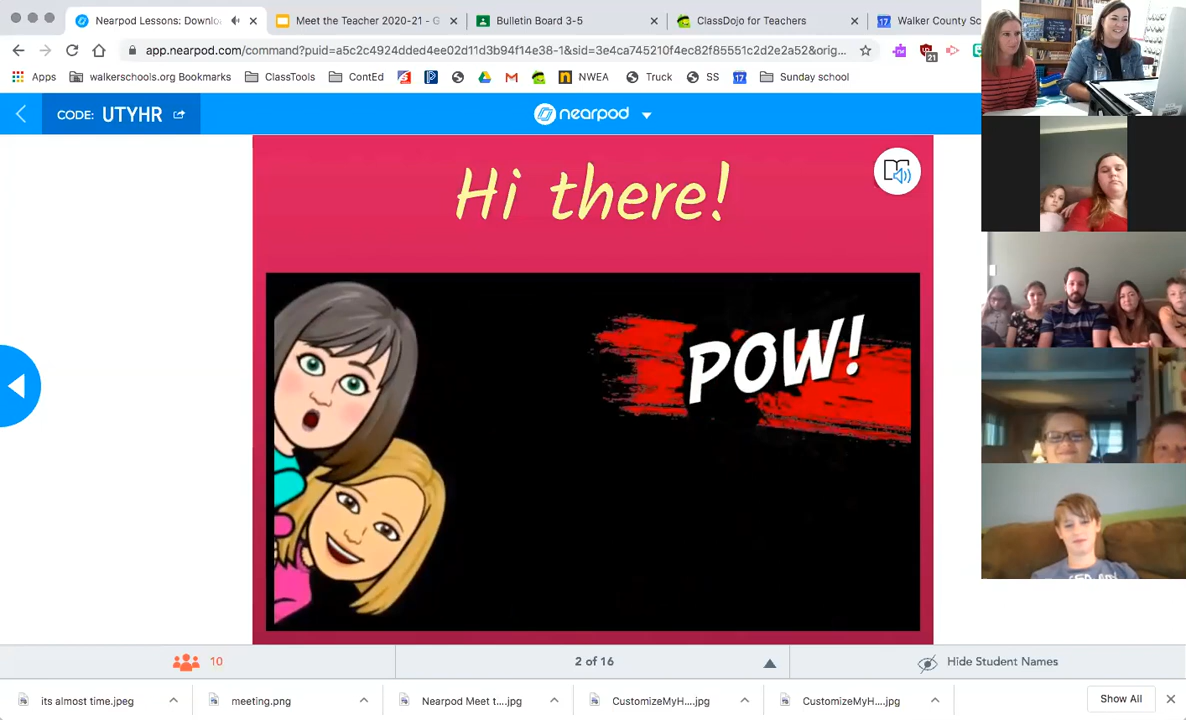 Nearpod Lessons: Downlo
Meet the Teacher 2020-21 - G
Bulletin Board 3-5
ClassDojo for Teachers
Walker County Sc
app.nearpod.com/command?puid=a5c2c4924dded4ee0d11d3b94f14e38-1&sid=3e4ca745210f4ec82f85551c2d2e2a52&orig...
21
Apps
walkerschools.org Bookmarks
ClassTools
ContEd
NWEA
Truck
SS
17
Sunday school
CODE: UTYHR
nearpod
Hi there!
POW!
10
2 of 16
Hide Student Names
its almost time.jpeg
meeting.png
Nearpod Meet t....jpg
CustomizeMyH....jpg
CustomizeMyH....jpg
Show All